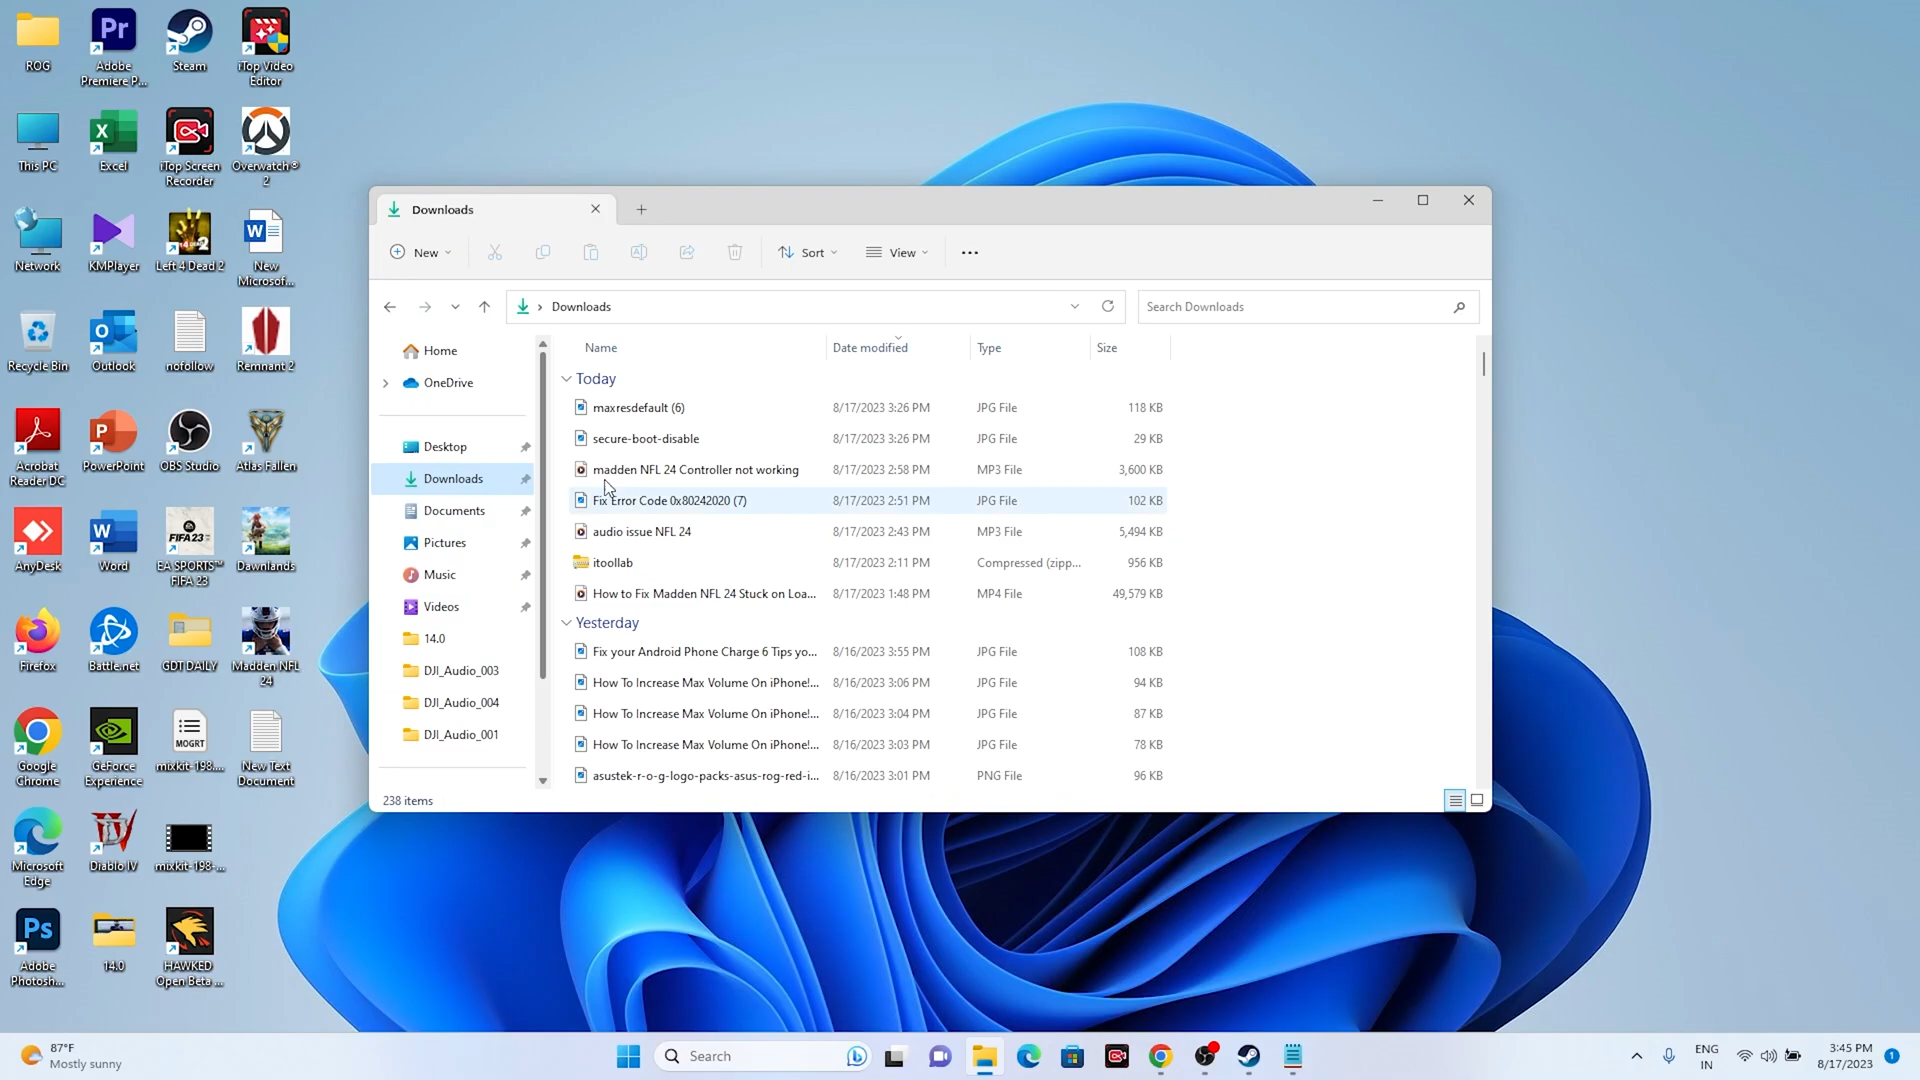 ROG
Adobe
Premiere P...
Steam
iTop Video
Editor
This PC
Excel
iTop Screen
Recorder
Overwatch ®
2
Network
KMPlayer
Left 4 Dead 2
New
Microsof...
Recycle Bin
Outlook
nofollow
Remnant 2
Acrobat
Reader DC
PowerPoint
OBS Studio
Atlas Fallen
AnyDesk
Word
EA SPORTS™
FIFA 23
Dawnlands
Firefox
Battle.net
GDT DAILY
Madden NFL
24
Google
Chrome
GeForce
Experience
MOGRT
mixkit-198....
New Text
Document
Microsoft
Edge
Diablo IV
mixkit-198-...
Adobe
Photosh...
14.0
HAWKED
Open Beta ...
Downloads
New
Sort
View
Downloads
Search Downloads
Home
OneDrive
Desktop
Downloads
Documents
Pictures
Music
Videos
14.0
DJI_Audio_003
DJI_Audio_004
DJI_Audio_001
Name Date modified Type Size
Today
maxresdefault (6) 8/17/2023 3:26 PM JPG File 118 KB
secure-boot-disable 8/17/2023 3:26 PM JPG File 29 KB
madden NFL 24 Controller not working 8/17/2023 2:58 PM MP3 File 3,600 KB
Fix Error Code 0x80242020 (7) 8/17/2023 2:51 PM JPG File 102 KB
audio issue NFL 24 8/17/2023 2:43 PM MP3 File 5,494 KB
itoollab 8/17/2023 2:11 PM Compressed (zipp... 956 KB
How to Fix Madden NFL 24 Stuck on Loa... 8/17/2023 1:48 PM MP4 File 49,579 KB
Yesterday
Fix your Android Phone Charge 6 Tips yo... 8/16/2023 3:55 PM JPG File 108 KB
How To Increase Max Volume On iPhone!... 8/16/2023 3:06 PM JPG File 94 KB
How To Increase Max Volume On iPhone!... 8/16/2023 3:04 PM JPG File 87 KB
How To Increase Max Volume On iPhone!... 8/16/2023 3:03 PM JPG File 78 KB
asustek-r-o-g-logo-packs-asus-rog-red-i... 8/16/2023 3:01 PM PNG File 96 KB
238 items
87°F
Mostly sunny
Search
ENG
IN
3:45 PM
8/17/2023
1